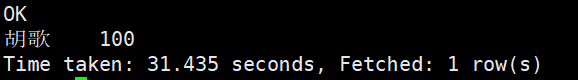 OK
胡歌    100
Time taken: 31.435 seconds, Fetched: 1 row(s)